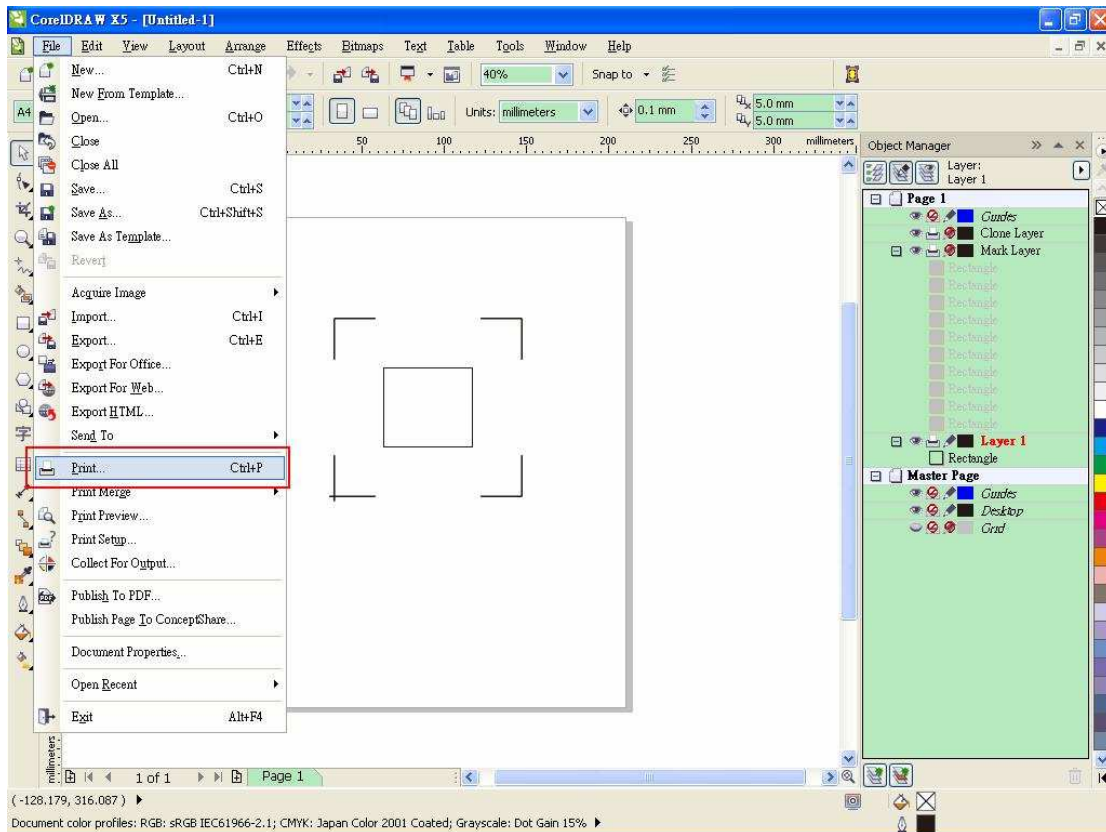 CorelDRAW X5 - [Untitled-1]
File Edit View Layout Arrange Effects Bitmaps Text Table Tools Window Help
New... Ctrl+N
New From Template...
Open... Ctrl+O
Close
Close All
Save... Ctrl+S
Save As... Ctrl+Shift+S
Save As Template...
Revert
Acquire Image
Import... Ctrl+I
Export... Ctrl+E
Export For Office...
Export For Web...
Export HTML...
Send To
Print... Ctrl+P
Print Merge
Print Preview...
Print Setup...
Collect For Output...
Publish To PDF...
Publish Page To ConceptShare...
Document Properties...
Open Recent
Exit Alt+F4
40% Snap to
A4 Units: millimeters 0.1 mm 5.0 mm
5.0 mm
50 100 150 200 250 300 millimeters
字
Object Manager
Layer:
Layer 1
Page 1
Guides
Clone Layer
Mark Layer
Rectangle
Rectangle
Rectangle
Rectangle
Rectangle
Rectangle
Rectangle
Rectangle
Rectangle
Rectangle
Layer 1
Rectangle
Master Page
Guides
Desktop
Grid
millimeters
1 of 1 Page 1
( -128.179, 316.087 )
Document color profiles: RGB: sRGB IEC61966-2.1; CMYK: Japan Color 2001 Coated; Grayscale: Dot Gain 15%